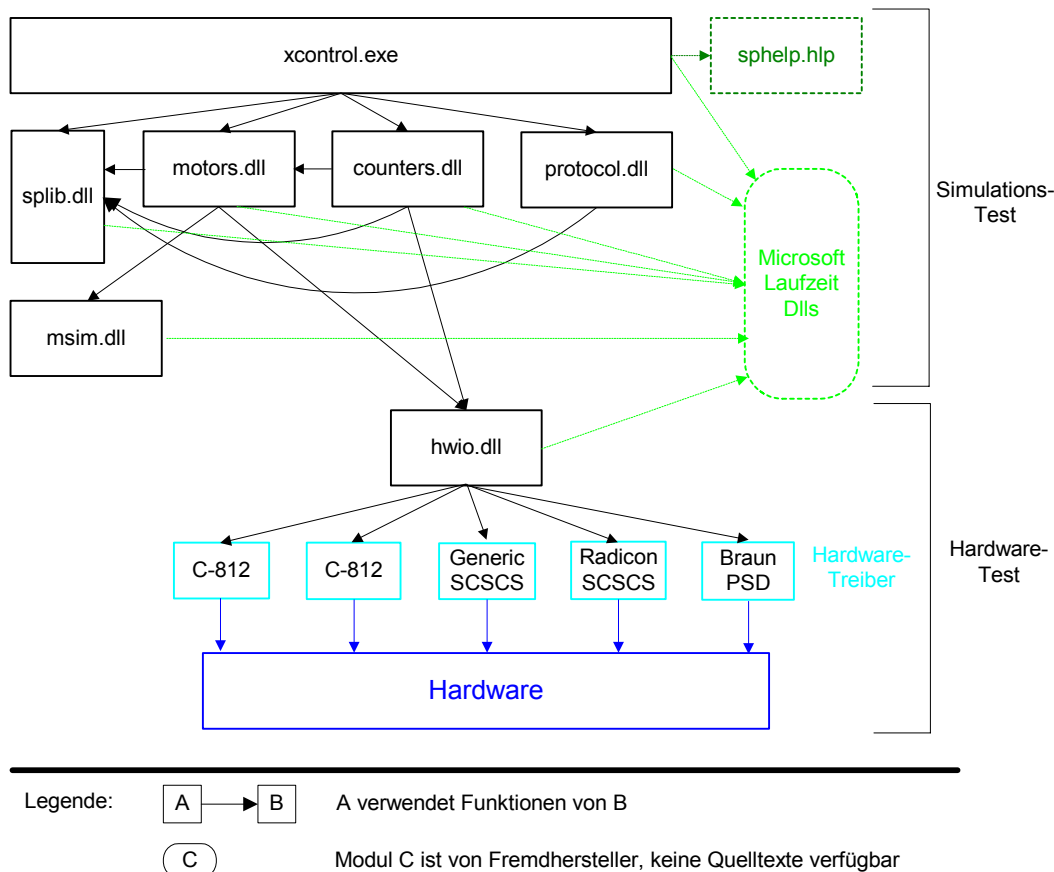 xcontrol.exe
sphelp.hlp
splib.dll
motors.dll
counters.dll
protocol.dll
Simulations-
Test
Microsoft
Laufzeit
Dlls
msim.dll
hwio.dll
C-812
C-812
Generic
SCSCS
Radicon
SCSCS
Braun
PSD
Hardware-
Treiber
Hardware-
Test
Hardware
Legende:
A
B
A verwendet Funktionen von B
C
Modul C ist von Fremdhersteller, keine Quelltexte verfügbar